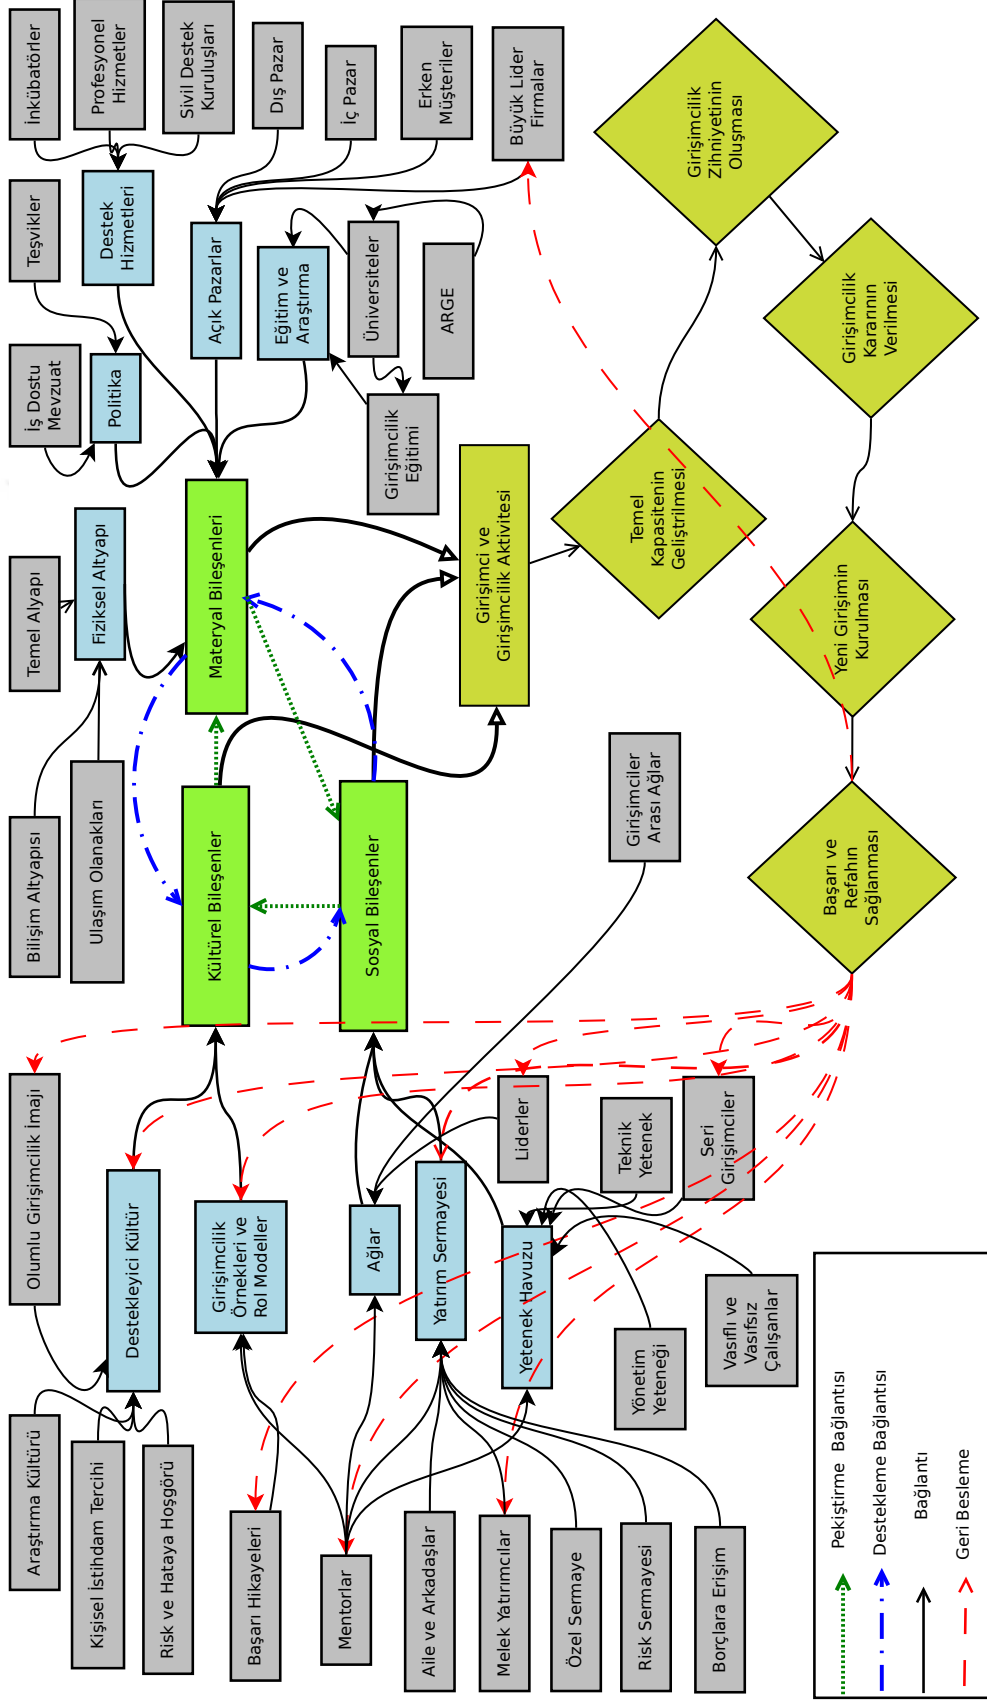 İnkübatörler
Profesyonel
Hizmetler
Sivil Destek
Kuruluşları
Dış Pazar
İç Pazar
Erken
Müşteriler
Büyük Lider
Firmalar
Teşvikler
Destek
Hizmetleri
Açık Pazarlar
Eğitim ve
Araştırma
Üniversiteler
ARGE
İş Dostu
Mevzuat
Politika
Girişimcilik
Eğitimi
Girişimcilik
Zihniyetinin
Oluşması
Girişimcilik
Kararının
Verilmesi
Temel Alyapı
Fiziksel Altyapı
Materyal Bileşenleri
Girişimci ve
Girişimcilik Aktivitesi
Temel
Kapasitenin
Geliştrilmesi
Yeni Girişimin
Kurulması
Bilişim Altyapısı
Ulaşım Olanakları
Kültürel Bileşenler
Sosyal Bileşenler
Girişimciler
Arası Ağlar
Başarı ve
Refahın
Sağlanması
Olumlu Girişimcilik İmajı
Destekleyici Kültür
Girişimcilik
Örnekleri ve
Rol Modeller
Ağlar
Yatırım Sermayesi
Liderler
Yetenek Havuzu
Teknik
Yetenek
Seri
Girişimciler
Yönetim
Yeteneği
Vasıflı ve
Vasıfsız
Çalışanlar
Araştırma Kültürü
Kişisel İstihdam Tercihi
Risk ve Hataya Hoşgörü
Başarı Hikayeleri
Mentorlar
Aile ve Arkadaşlar
Melek Yatırımcılar
Özel Sermaye
Risk Sermayesi
Borçlara Erişim
Pekiştirme Bağlantısı
Destekleme Bağlantısı
Bağlantı
Geri Besleme